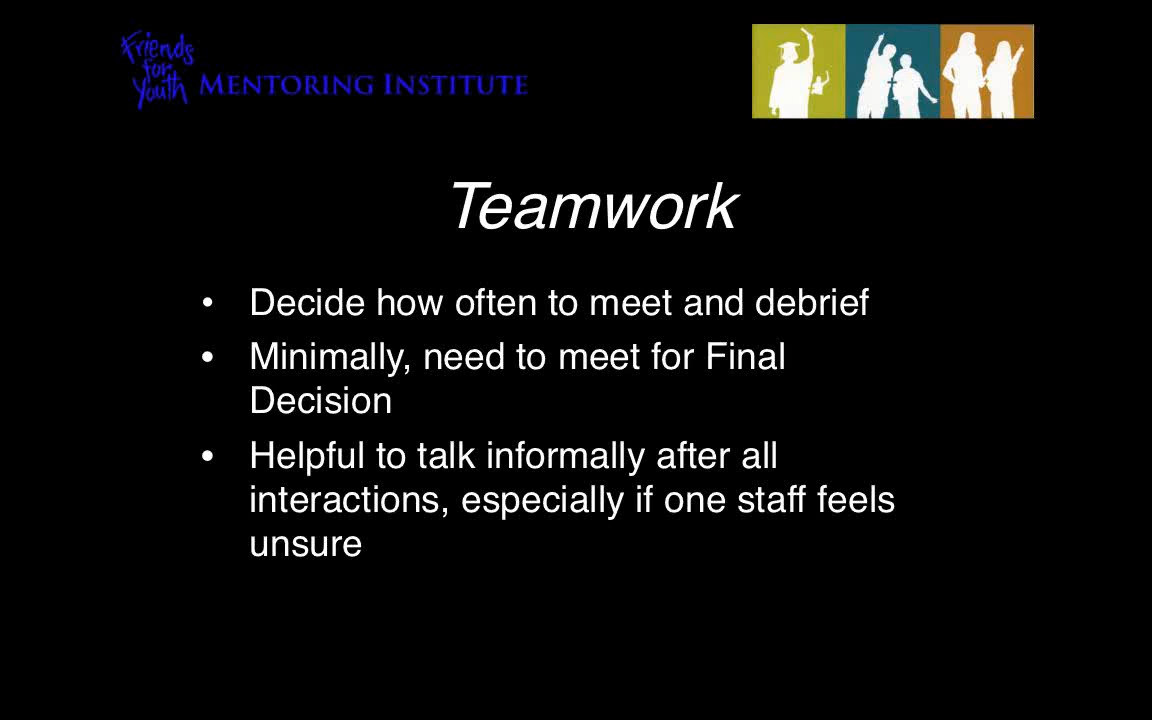 Friends
for
Youth MENTORING INSTITUTE
Teamwork
• Decide how often to meet and debrief
• Minimally, need to meet for Final
Decision
• Helpful to talk informally after all
interactions, especially if one staff feels
unsure